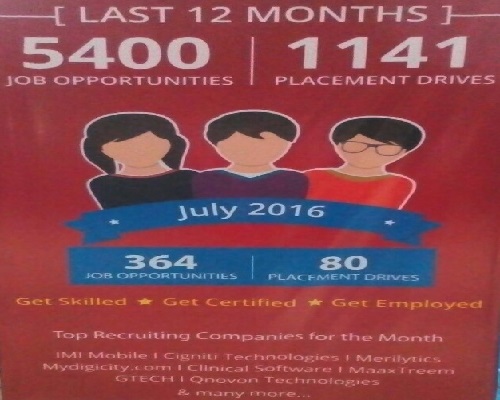 [ LAST 12 MONTHS ]
5400 | 1141
JOB OPPORTUNITIES PLACEMENT DRIVES
July 2016
364 | 80
JOB OPPORTUNITIES PLACEMENT DRIVES
Get Skilled ★ Get Certified ★ Get Employed
Top Recruiting Companies for the Month
IMI Mobile I Cigniti Technologies I Merilytics
Mydigicity.com I Clinical Software I MaaxTreem
GTECH I Qnovon Technologies
& many more...